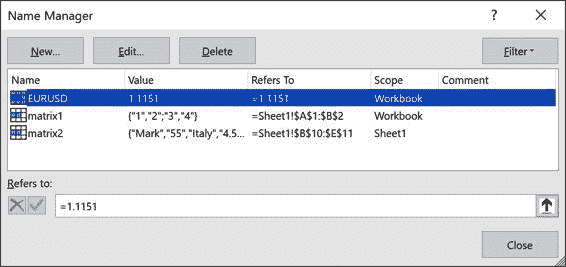 Name Manager
New... Edit... Delete Filter
Name Value Refers To Scope Comment
EURUSD 1.1151 =1.1151 Workbook
matrix1 {"1","2";"3","4"} =Sheet1!$A$1:$B$2 Workbook
matrix2 {"Mark","55","Italy","4.5... =Sheet1!$B$10:$E$11 Sheet1
Refers to:
=1.1151
Close